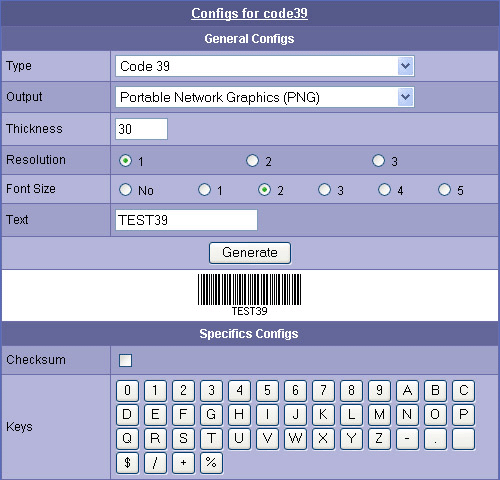 Configs for code39
General Configs
Type Code 39
Output Portable Network Graphics (PNG)
Thickness 30
Resolution 1 2 3
Font Size No 1 2 3 4 5
Text TEST39
Generate
TEST39
Specifics Configs
Checksum
Keys
0 1 2 3 4 5 6 7 8 9 A B C
D E F G H I J K L M N O P
Q R S T U V W X Y Z - .
$ / + %